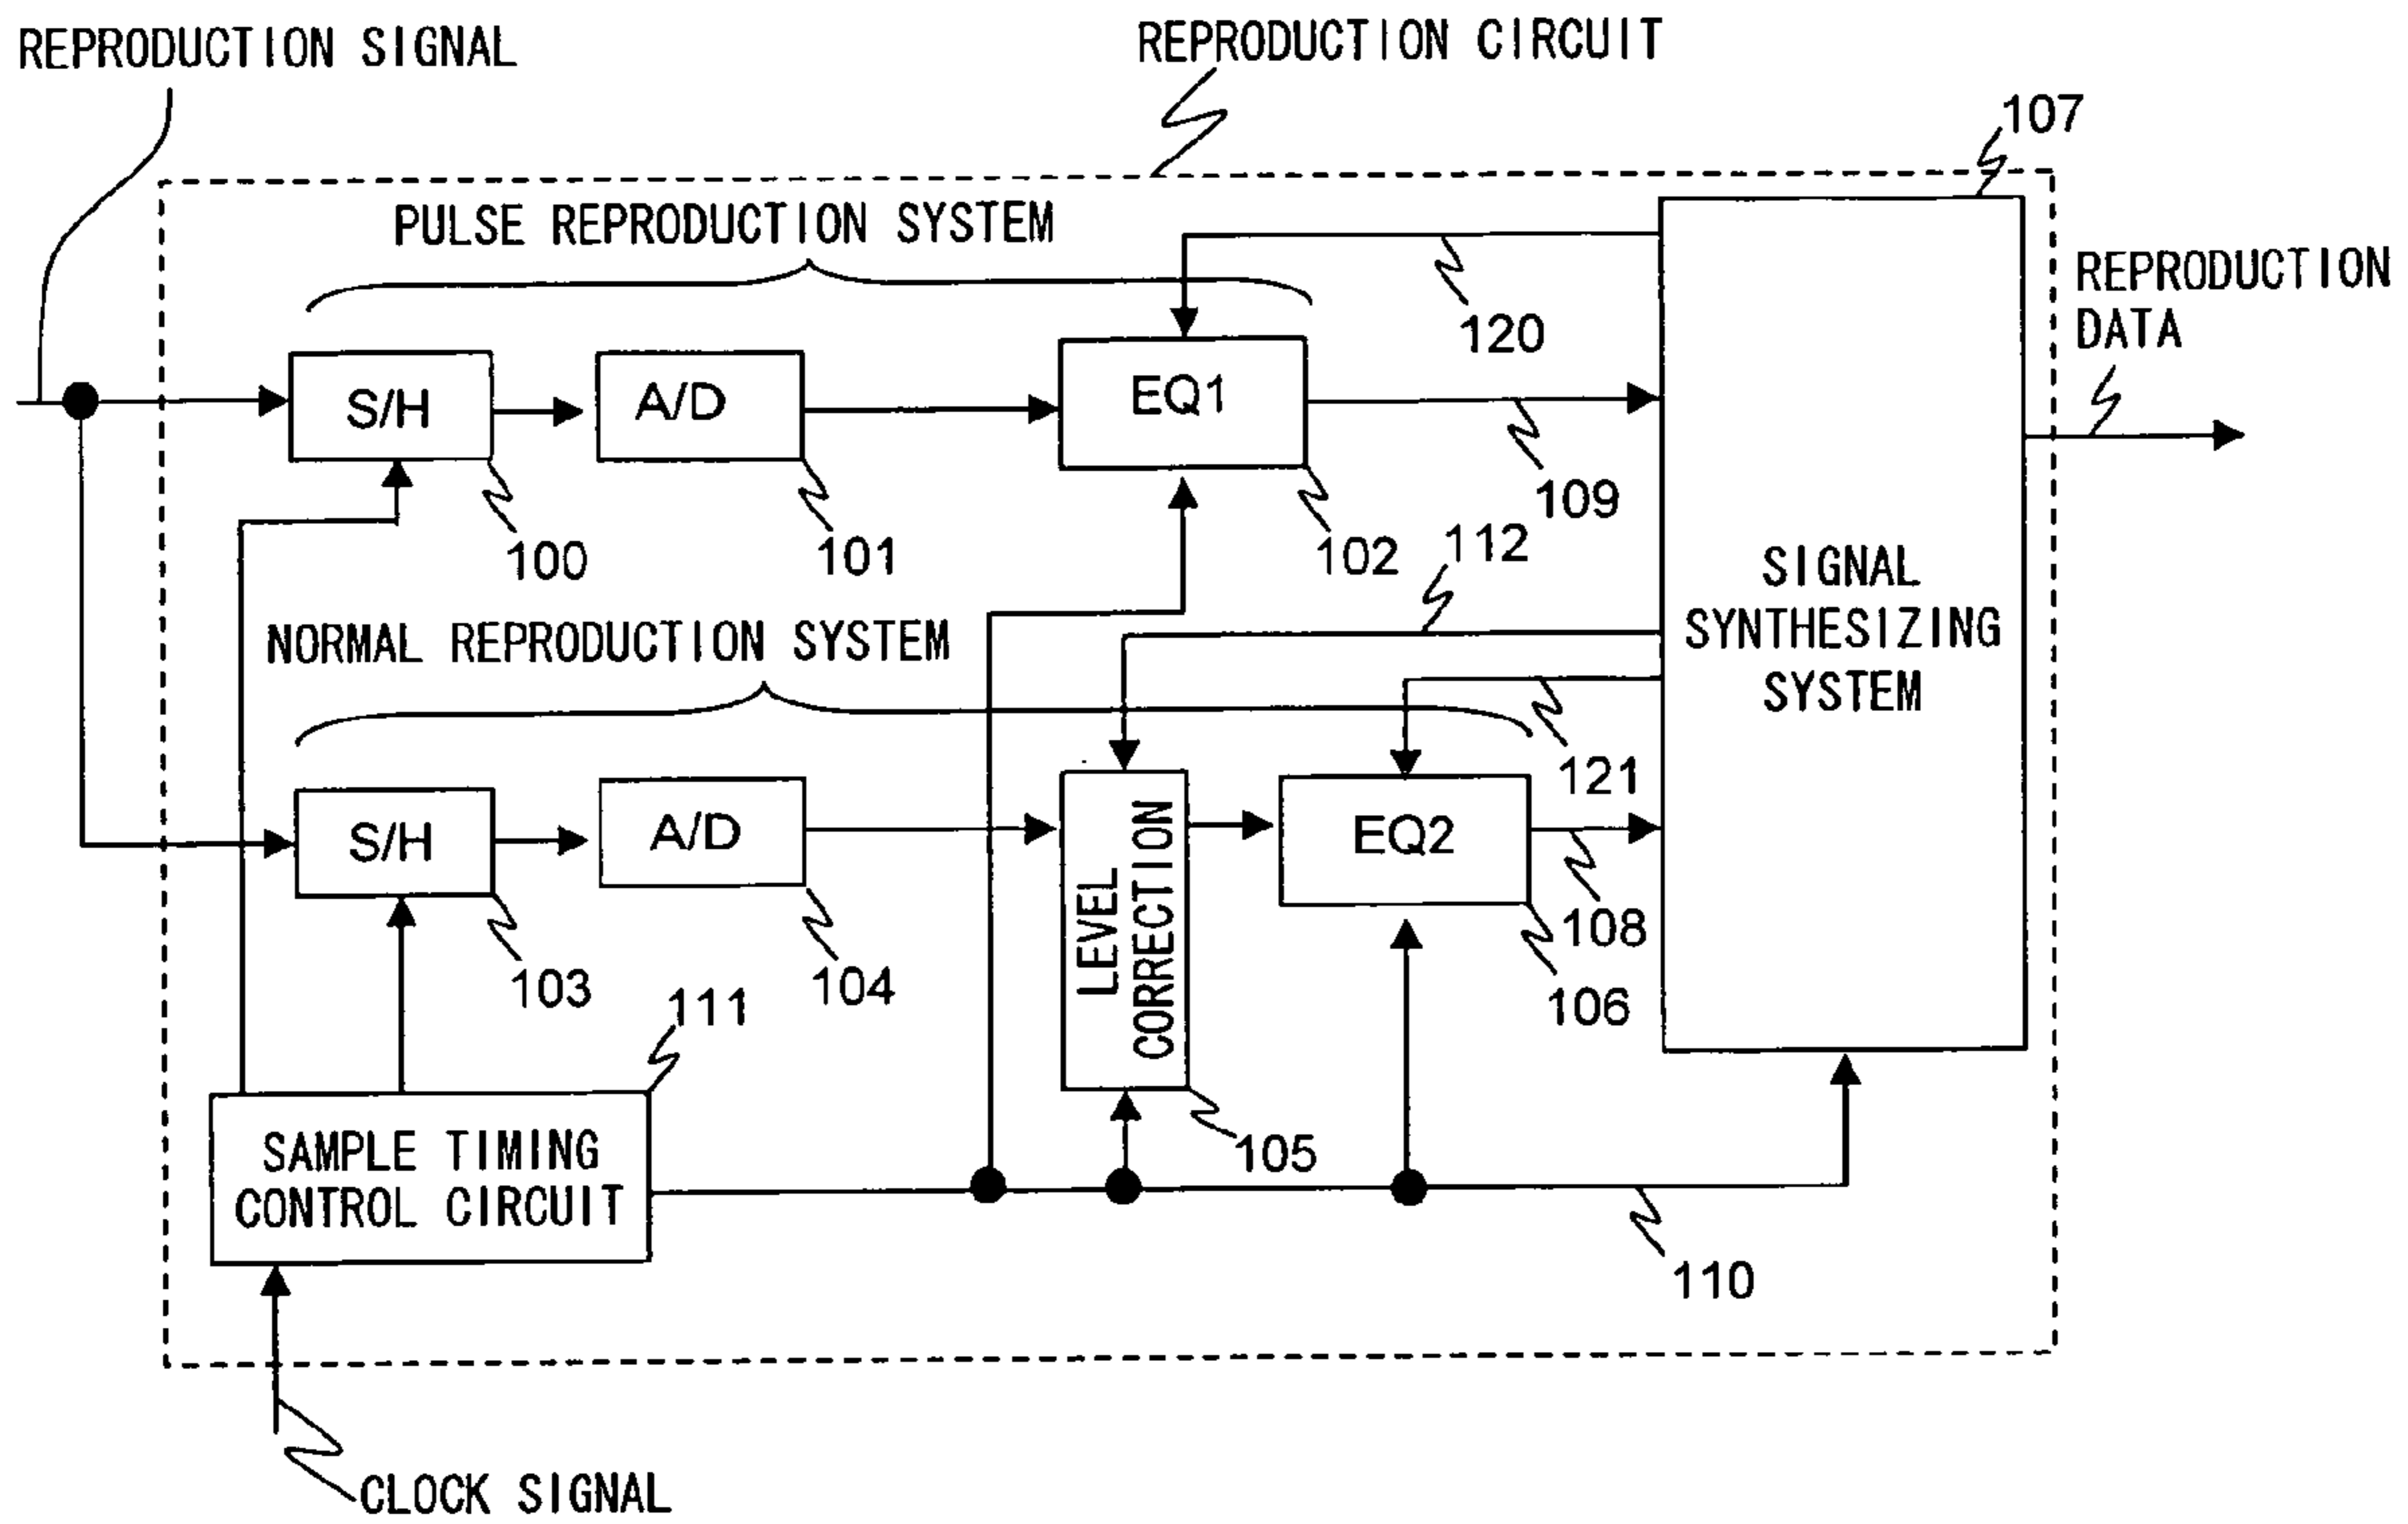 REPRODUCTION SIGNAL
REPRODUCTION CIRCUIT
107
PULSE REPRODUCTION SYSTEM
REPRODUCTION
DATA
120
S/H
A/D
EQ1
109
100
101
102
112
SIGNAL
SYNTHESIZING
SYSTEM
NORMAL REPRODUCTION SYSTEM
121
S/H
A/D
LEVEL
CORRECTION
EQ2
108
103
104
106
111
105
SAMPLE TIMING
CONTROL CIRCUIT
110
CLOCK SIGNAL